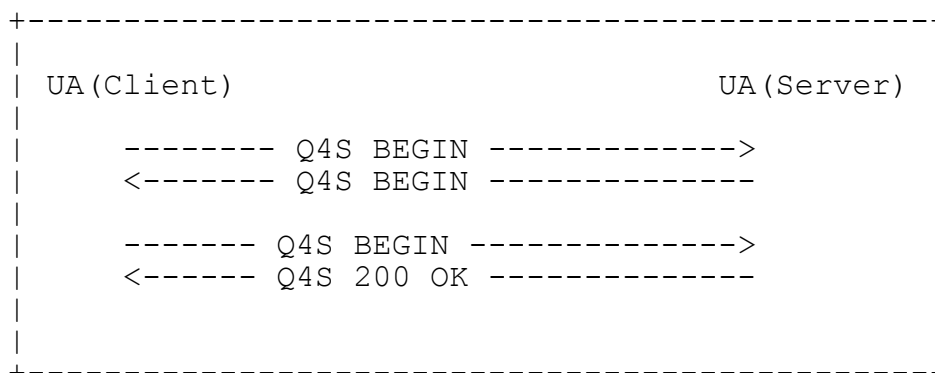 +------------------------------------------------
|
| UA(Client)                         UA(Server)
|
|     -------- Q4S BEGIN ------------->
|     <------- Q4S BEGIN --------------
|
|     ------- Q4S BEGIN -------------->
|     <------ Q4S 200 OK --------------
|
|
+------------------------------------------------